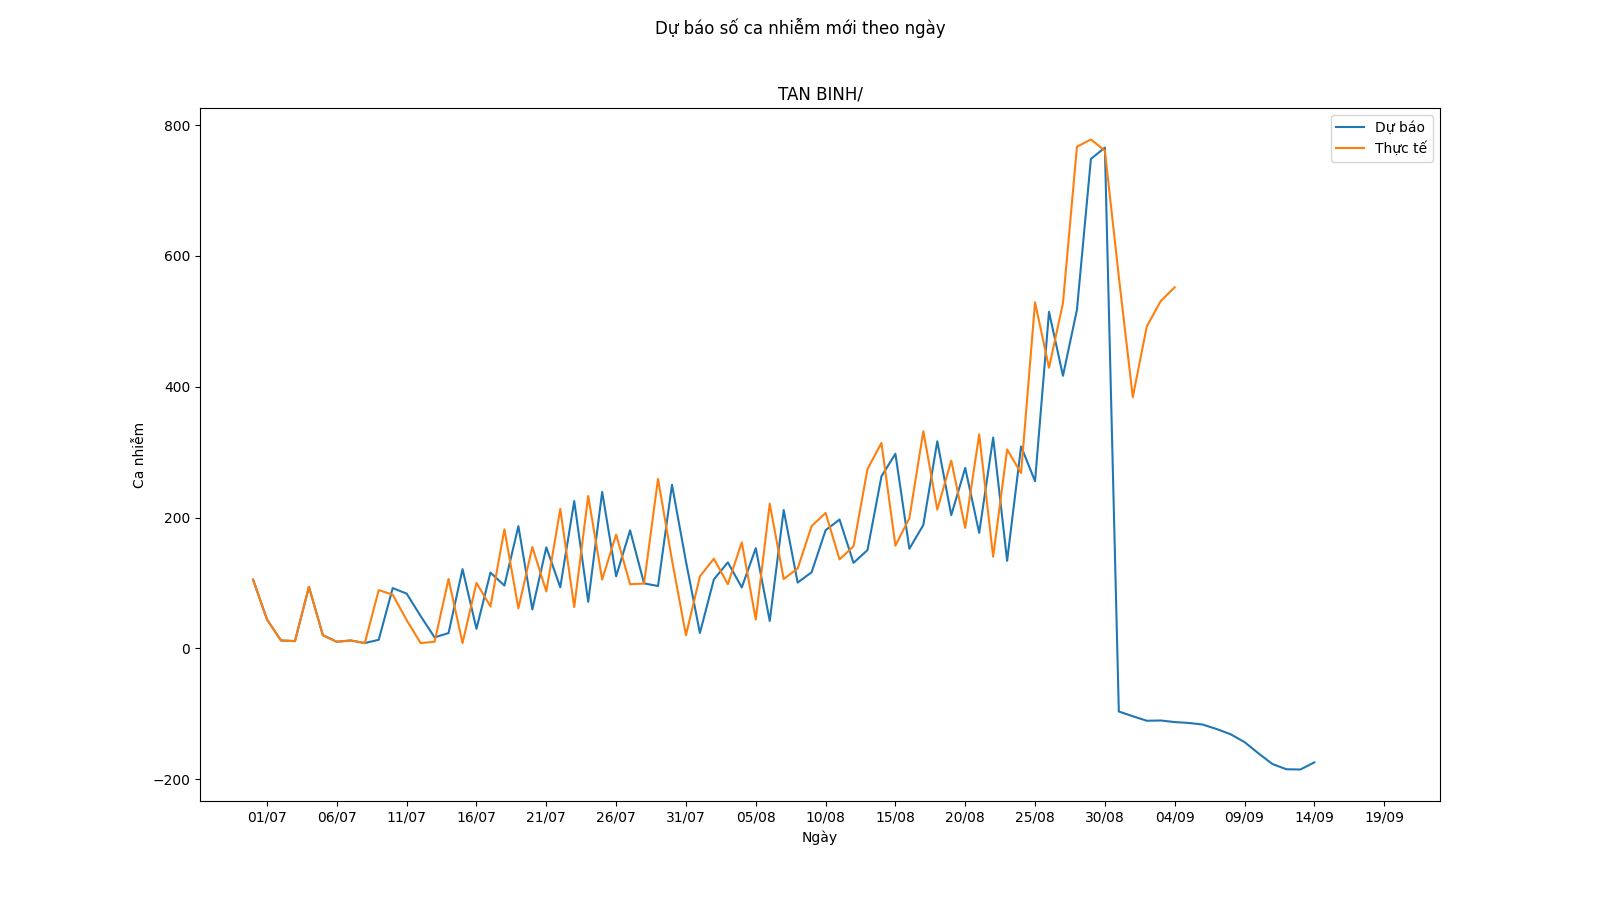 Dự báo số ca nhiễm mới theo ngày
TAN BINH/
Dự báo
Thực tế
800
600
400
200
0
−200
Ca nhiễm
01/07 06/07 11/07 16/07 21/07 26/07 31/07 05/08 10/08 15/08 20/08 25/08 30/08 04/09 09/09 14/09 19/09
Ngày